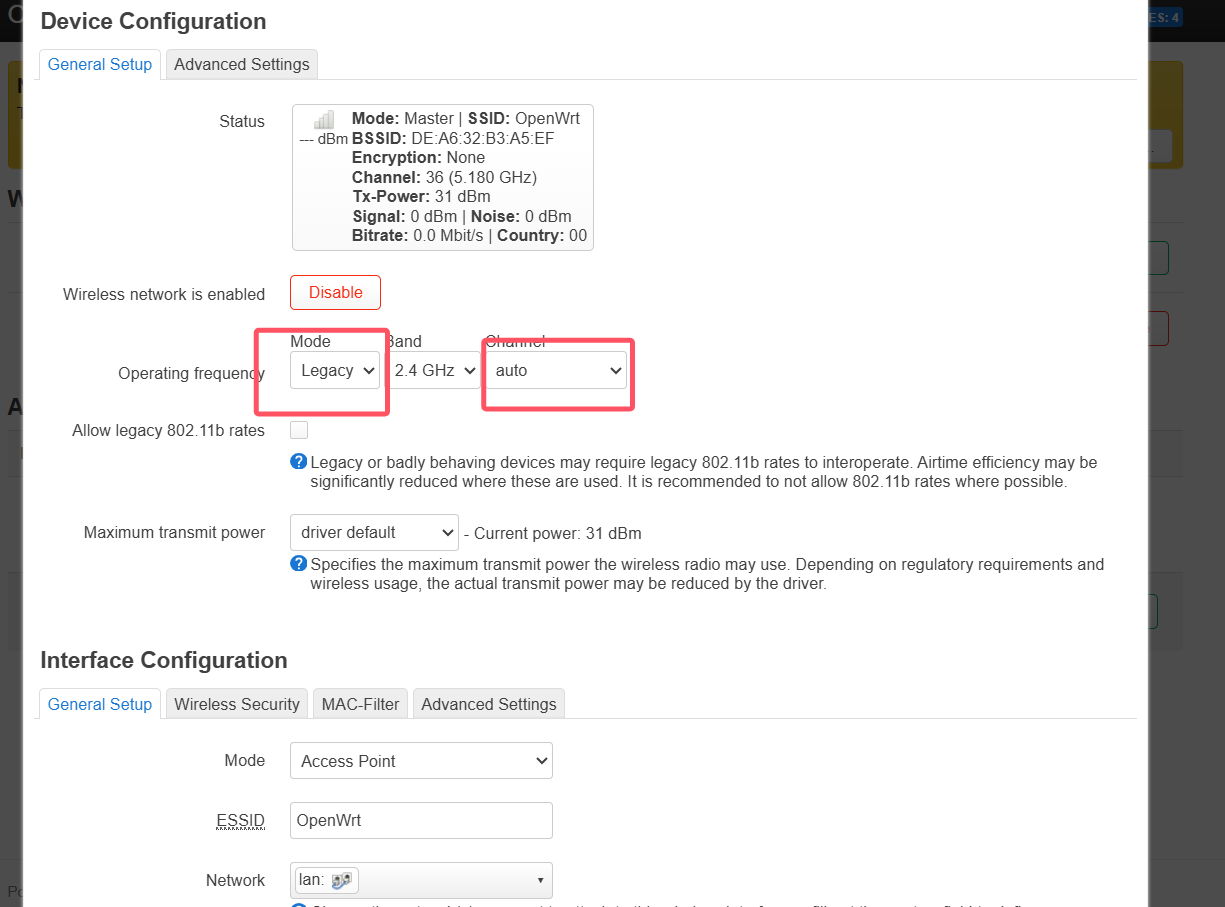 Device Configuration
ES: 4
General Setup
Advanced Settings
Status
Mode: Master | SSID: OpenWrt
--- dBm BSSID: DE:A6:32:B3:A5:EF
Encryption: None
Channel: 36 (5.180 GHz)
Tx-Power: 31 dBm
Signal: 0 dBm | Noise: 0 dBm
Bitrate: 0.0 Mbit/s | Country: 00
Wireless network is enabled
Disable
Mode
Band
Channel
Operating frequency
Legacy
2.4 GHz
auto
Allow legacy 802.11b rates
Legacy or badly behaving devices may require legacy 802.11b rates to interoperate. Airtime efficiency may be
significantly reduced where these are used. It is recommended to not allow 802.11b rates where possible.
Maximum transmit power
driver default
- Current power: 31 dBm
Specifies the maximum transmit power the wireless radio may use. Depending on regulatory requirements and
wireless usage, the actual transmit power may be reduced by the driver.
Interface Configuration
General Setup
Wireless Security
MAC-Filter
Advanced Settings
Mode
Access Point
ESSID
OpenWrt
Network
lan: